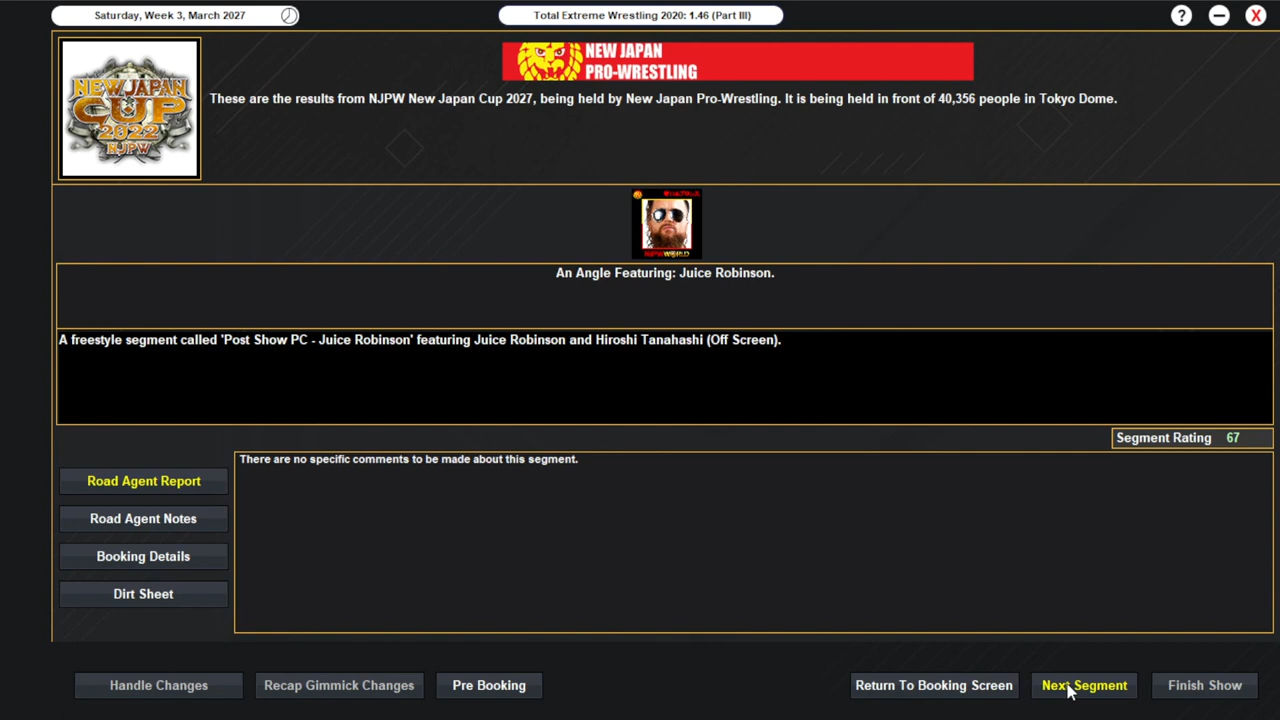 Saturday, Week 3, March 2027
Total Extreme Wrestling 2020: 1.46 (Part III)
?
X
NEW JAPAN
CUP
2022
NJPW
NEW JAPAN
PRO-WRESTLING
These are the results from NJPW New Japan Cup 2027, being held by New Japan Pro-Wrestling. It is being held in front of 40,356 people in Tokyo Dome.
An Angle Featuring: Juice Robinson.
A freestyle segment called 'Post Show PC - Juice Robinson' featuring Juice Robinson and Hiroshi Tanahashi (Off Screen).
Segment Rating 67
There are no specific comments to be made about this segment.
Road Agent Report
Road Agent Notes
Booking Details
Dirt Sheet
Handle Changes
Recap Gimmick Changes
Pre Booking
Return To Booking Screen
Next Segment
Finish Show